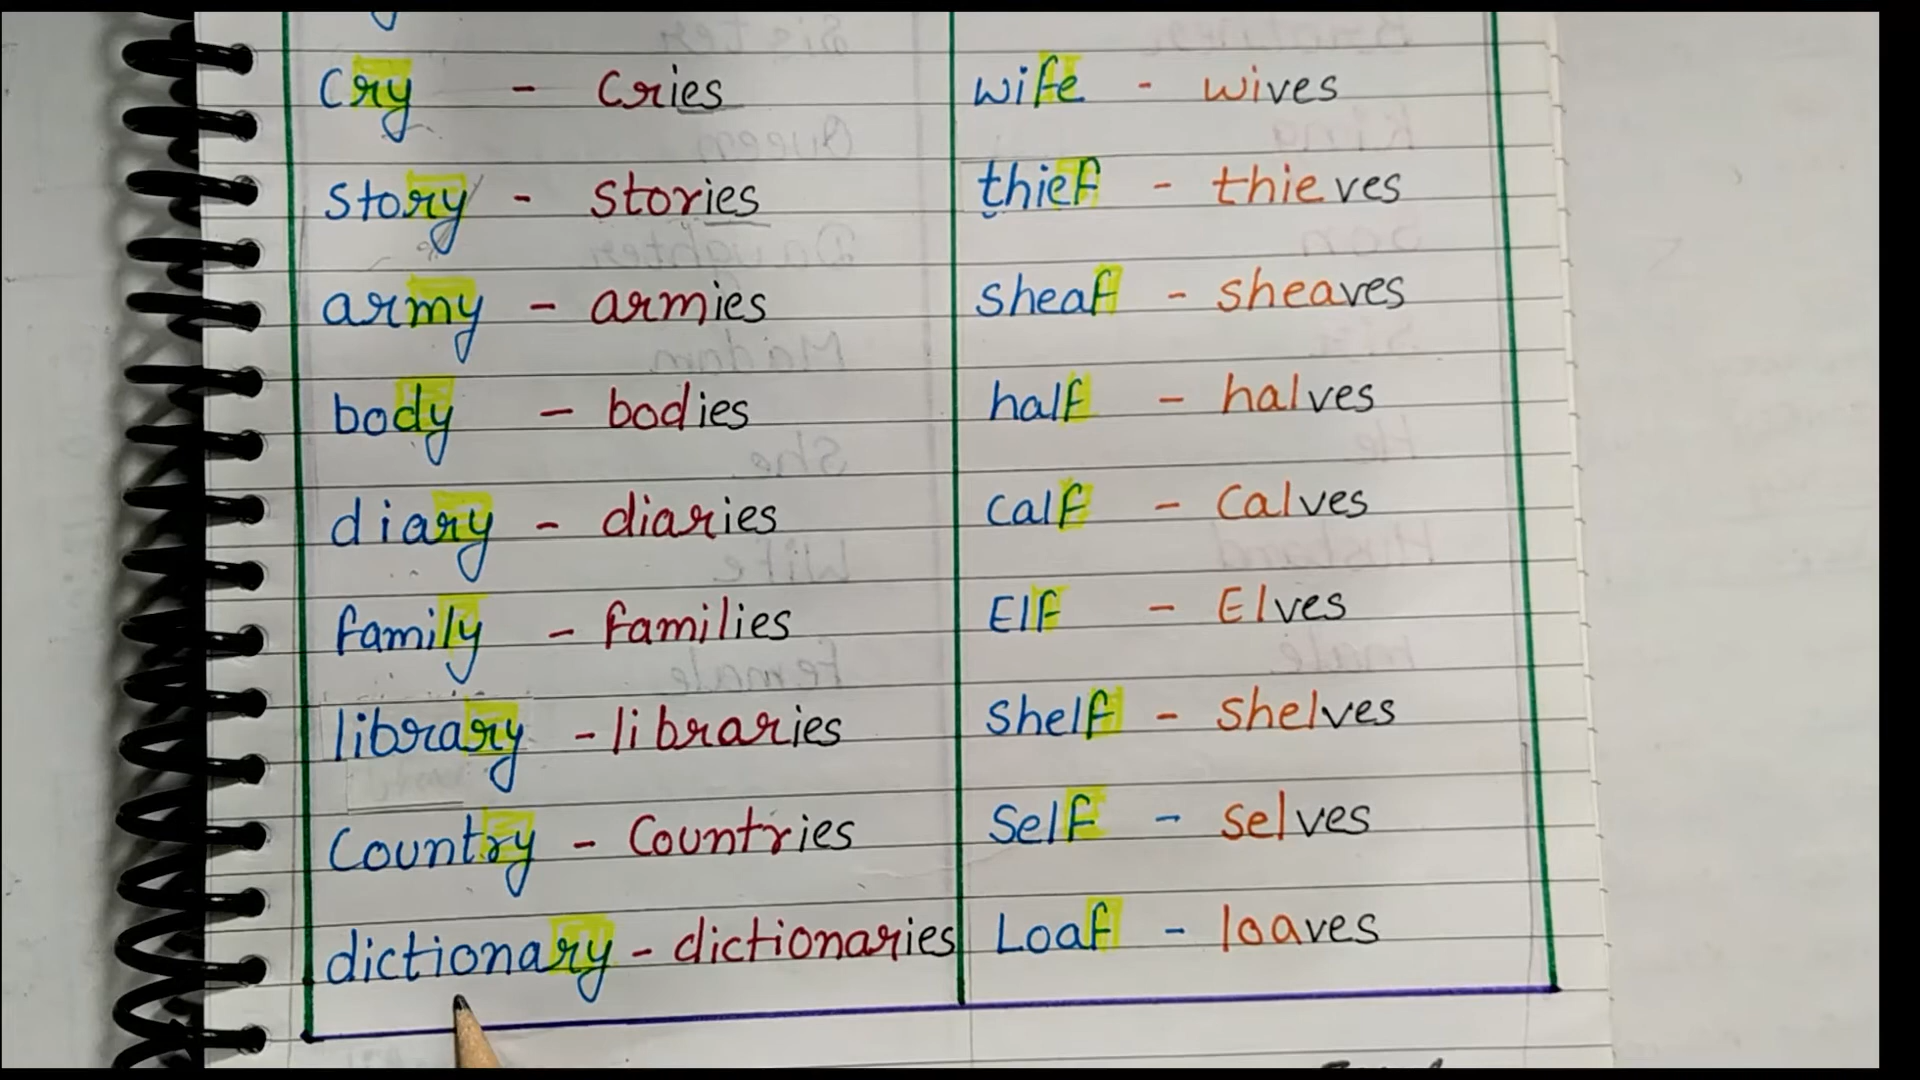 Cry - Cries
story - stories
army - armies
body - bodies
diary - diaries
family - families
library - libraries
Country - Countries
dictionary - dictionaries
wife - wives
thief - thieves
sheaf - sheaves
half - halves
calf - Calves
Elf - Elves
Shelf - shelves
Self - selves
Loaf - loaves